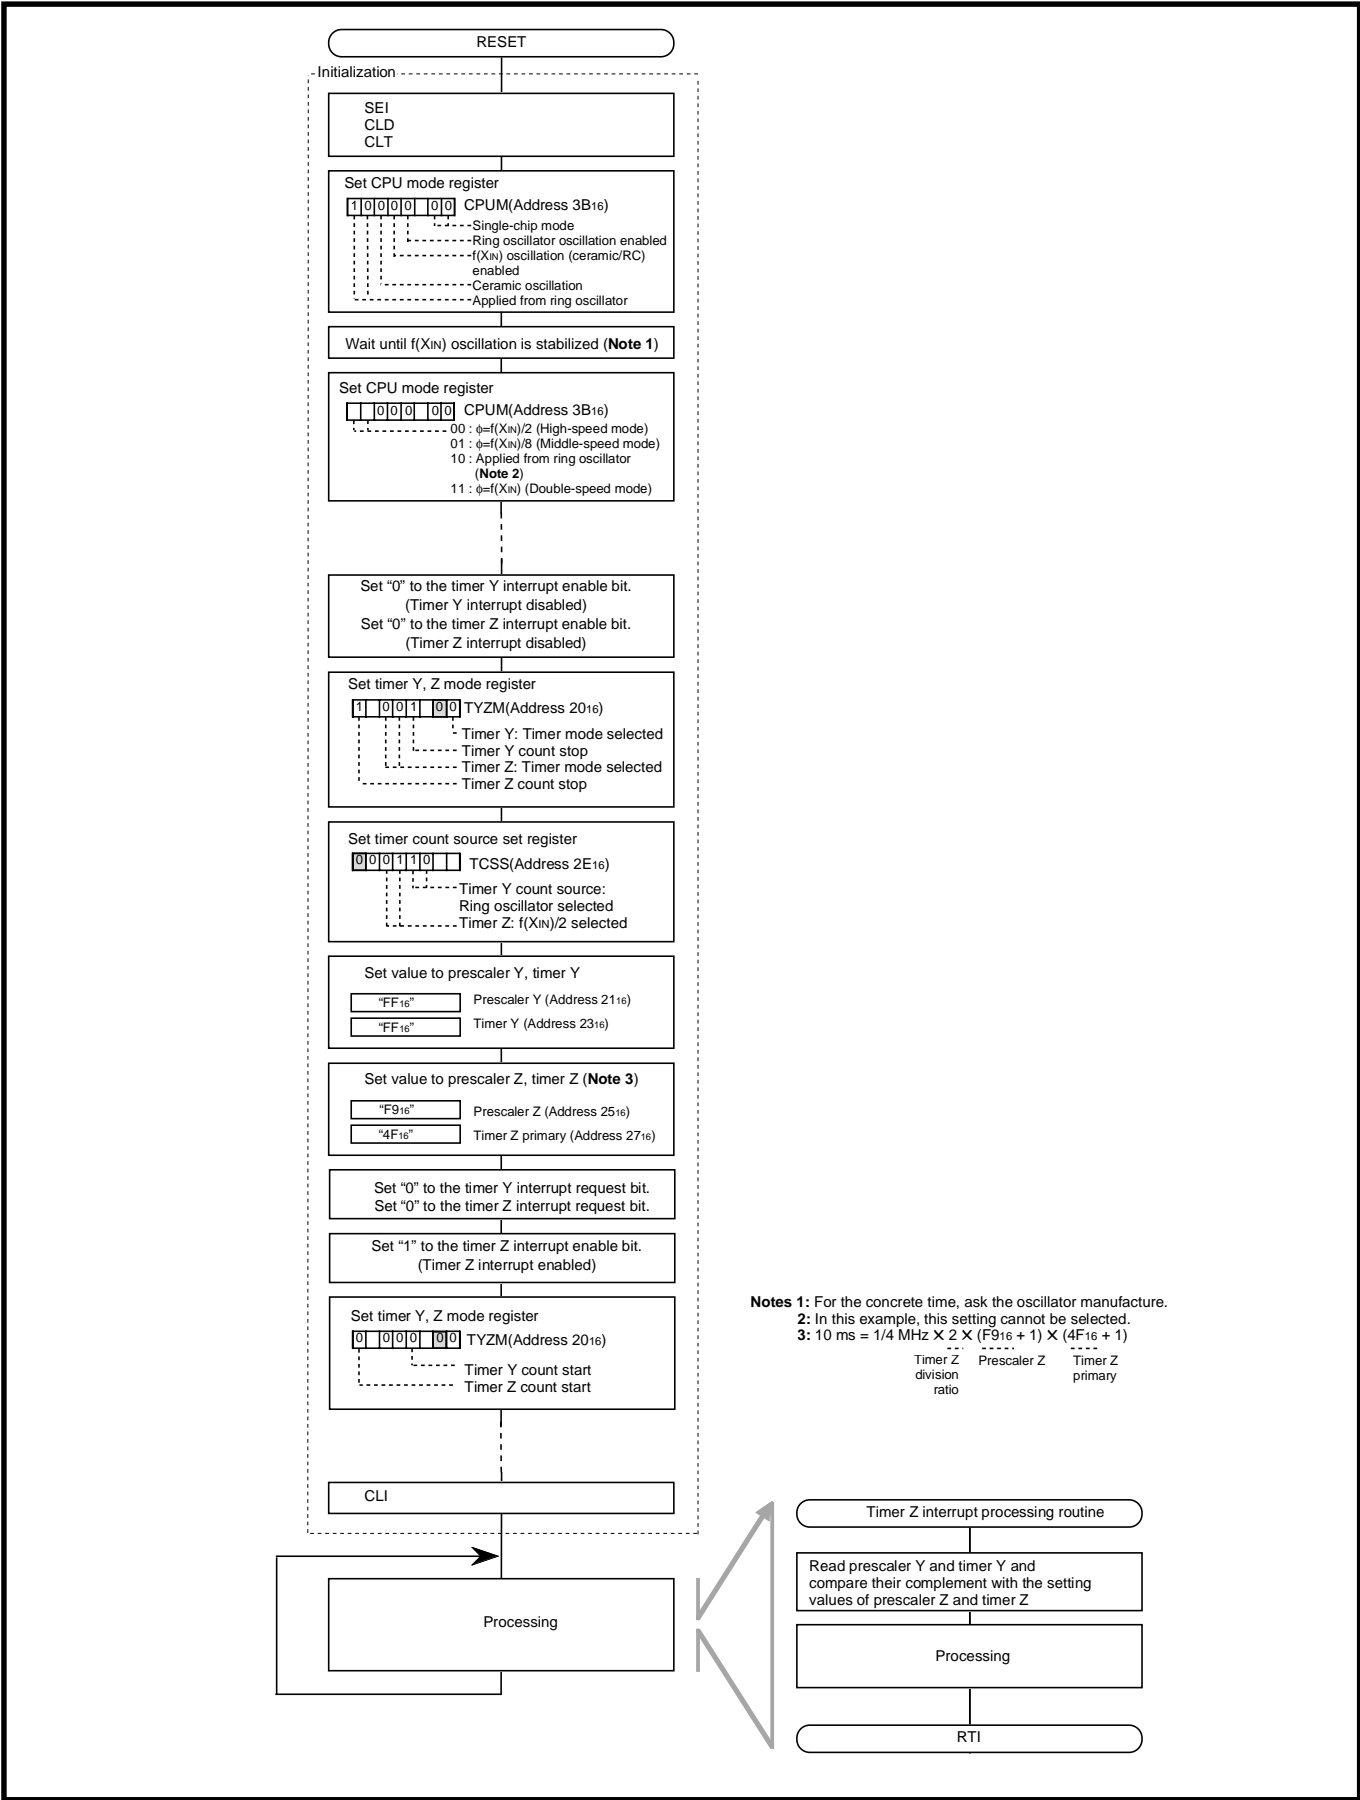 RESET
Initialization
SEI
CLD
CLT
Set CPU mode register
1 0 0 0 0 0 0 CPUM(Address 3B16)
Single-chip mode
Ring oscillator oscillation enabled
f(XIN) oscillation (ceramic/RC)
enabled
Ceramic oscillation
Applied from ring oscillator
Wait until f(XIN) oscillation is stabilized (Note 1)
Set CPU mode register
0 0 0 0 0 CPUM(Address 3B16)
00 : ϕ=f(XIN)/2 (High-speed mode)
01 : ϕ=f(XIN)/8 (Middle-speed mode)
10 : Applied from ring oscillator
(Note 2)
11 : ϕ=f(XIN) (Double-speed mode)
Set “0” to the timer Y interrupt enable bit.
(Timer Y interrupt disabled)
Set “0” to the timer Z interrupt enable bit.
(Timer Z interrupt disabled)
Set timer Y, Z mode register
1 0 0 1 0 0 TYZM(Address 2016)
Timer Y: Timer mode selected
Timer Y count stop
Timer Z: Timer mode selected
Timer Z count stop
Set timer count source set register
0 0 0 1 1 0 TCSS(Address 2E16)
Timer Y count source:
Ring oscillator selected
Timer Z: f(XIN)/2 selected
Set value to prescaler Y, timer Y
“FF16” Prescaler Y (Address 2116)
“FF16” Timer Y (Address 2316)
Set value to prescaler Z, timer Z (Note 3)
“F916” Prescaler Z (Address 2516)
“4F16” Timer Z primary (Address 2716)
Set “0” to the timer Y interrupt request bit.
Set “0” to the timer Z interrupt request bit.
Set “1” to the timer Z interrupt enable bit.
(Timer Z interrupt enabled)
Set timer Y, Z mode register
0 0 0 0 0 0 TYZM(Address 2016)
Timer Y count start
Timer Z count start
Notes 1: For the concrete time, ask the oscillator manufacture.
2: In this example, this setting cannot be selected.
3: 10 ms = 1/4 MHz × 2 × (F916 + 1) × (4F16 + 1)
Timer Z
division
ratio
Prescaler Z
Timer Z
primary
CLI
Processing
Timer Z interrupt processing routine
Read prescaler Y and timer Y and
compare their complement with the setting
values of prescaler Z and timer Z
Processing
RTI